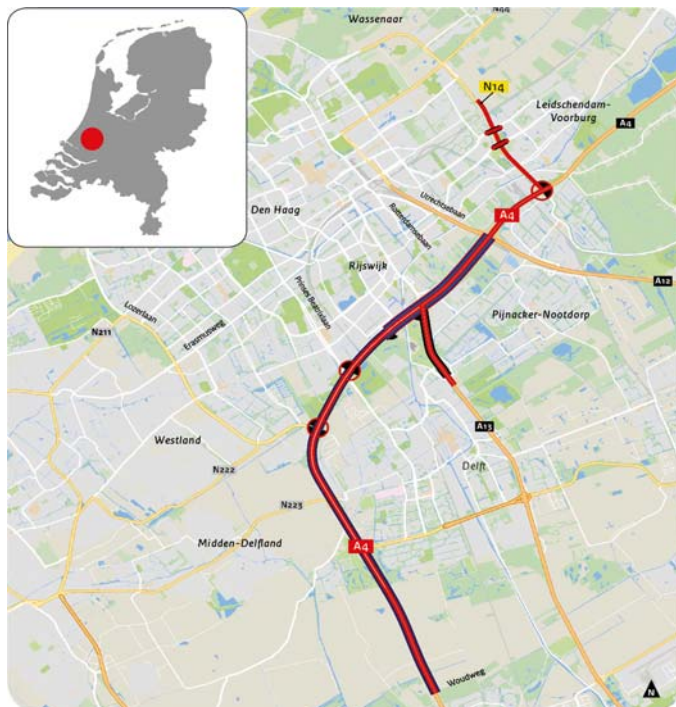 N44
Wassenaar
N14
Leidschendam-
Voorburg
A4
Utrechtsebaan
A4
Den Haag
Rotterdamsebaan
Rijswijk
A12
Prinses Beatrixlaan
Lozerlaan
N211
Erasmusweg
Pijnacker-Nootdorp
A13
Westland
Delft
N222
N223
Midden-Delfland
A4
Woudweg
N